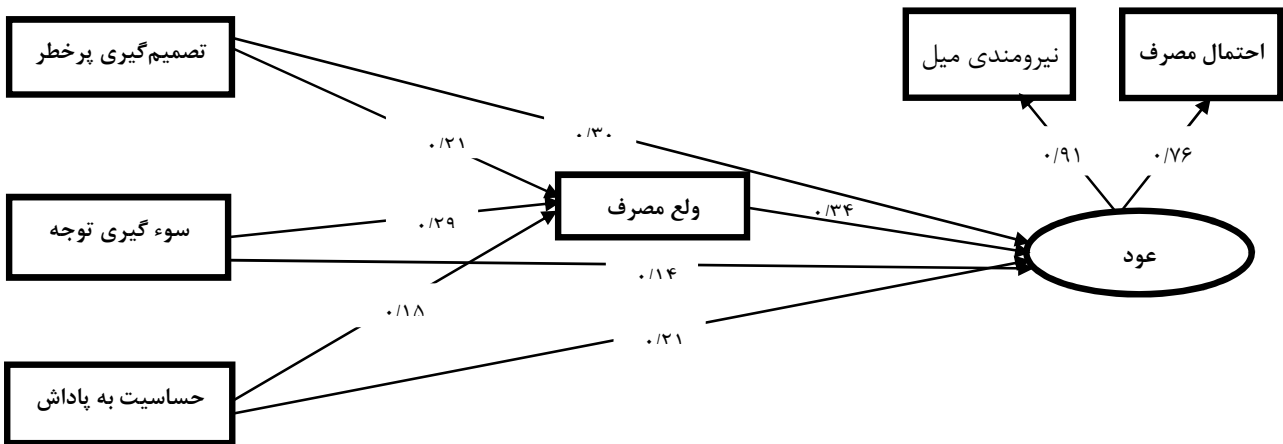 احتمال مصرف
نیرومندی میل
تصمیم‌گیری پرخطر
۰/۳۰
۰/۲۱
۰/۹۱
۰/۷۶
ولع مصرف
سوء گیری توجه
۰/۲۹
۰/۳۴
عود
۰/۱۴
۰/۱۸
۰/۲۱
حساسیت به پاداش